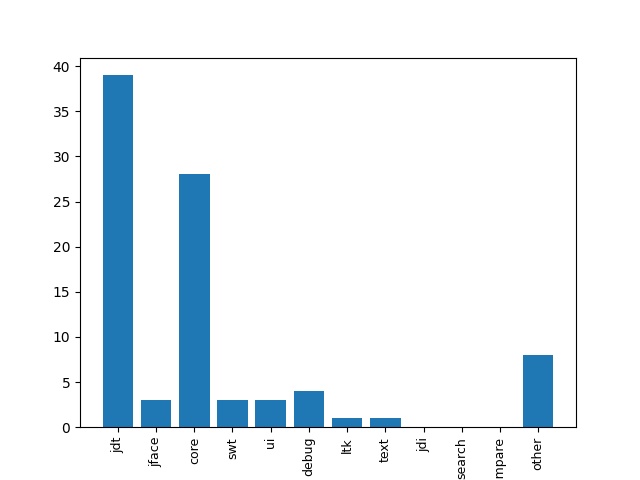 40
35
30
25
20
15
10
5
0
jdt
jface
core
swt
ui
debug
ltk
text
jdi
search
mpare
other